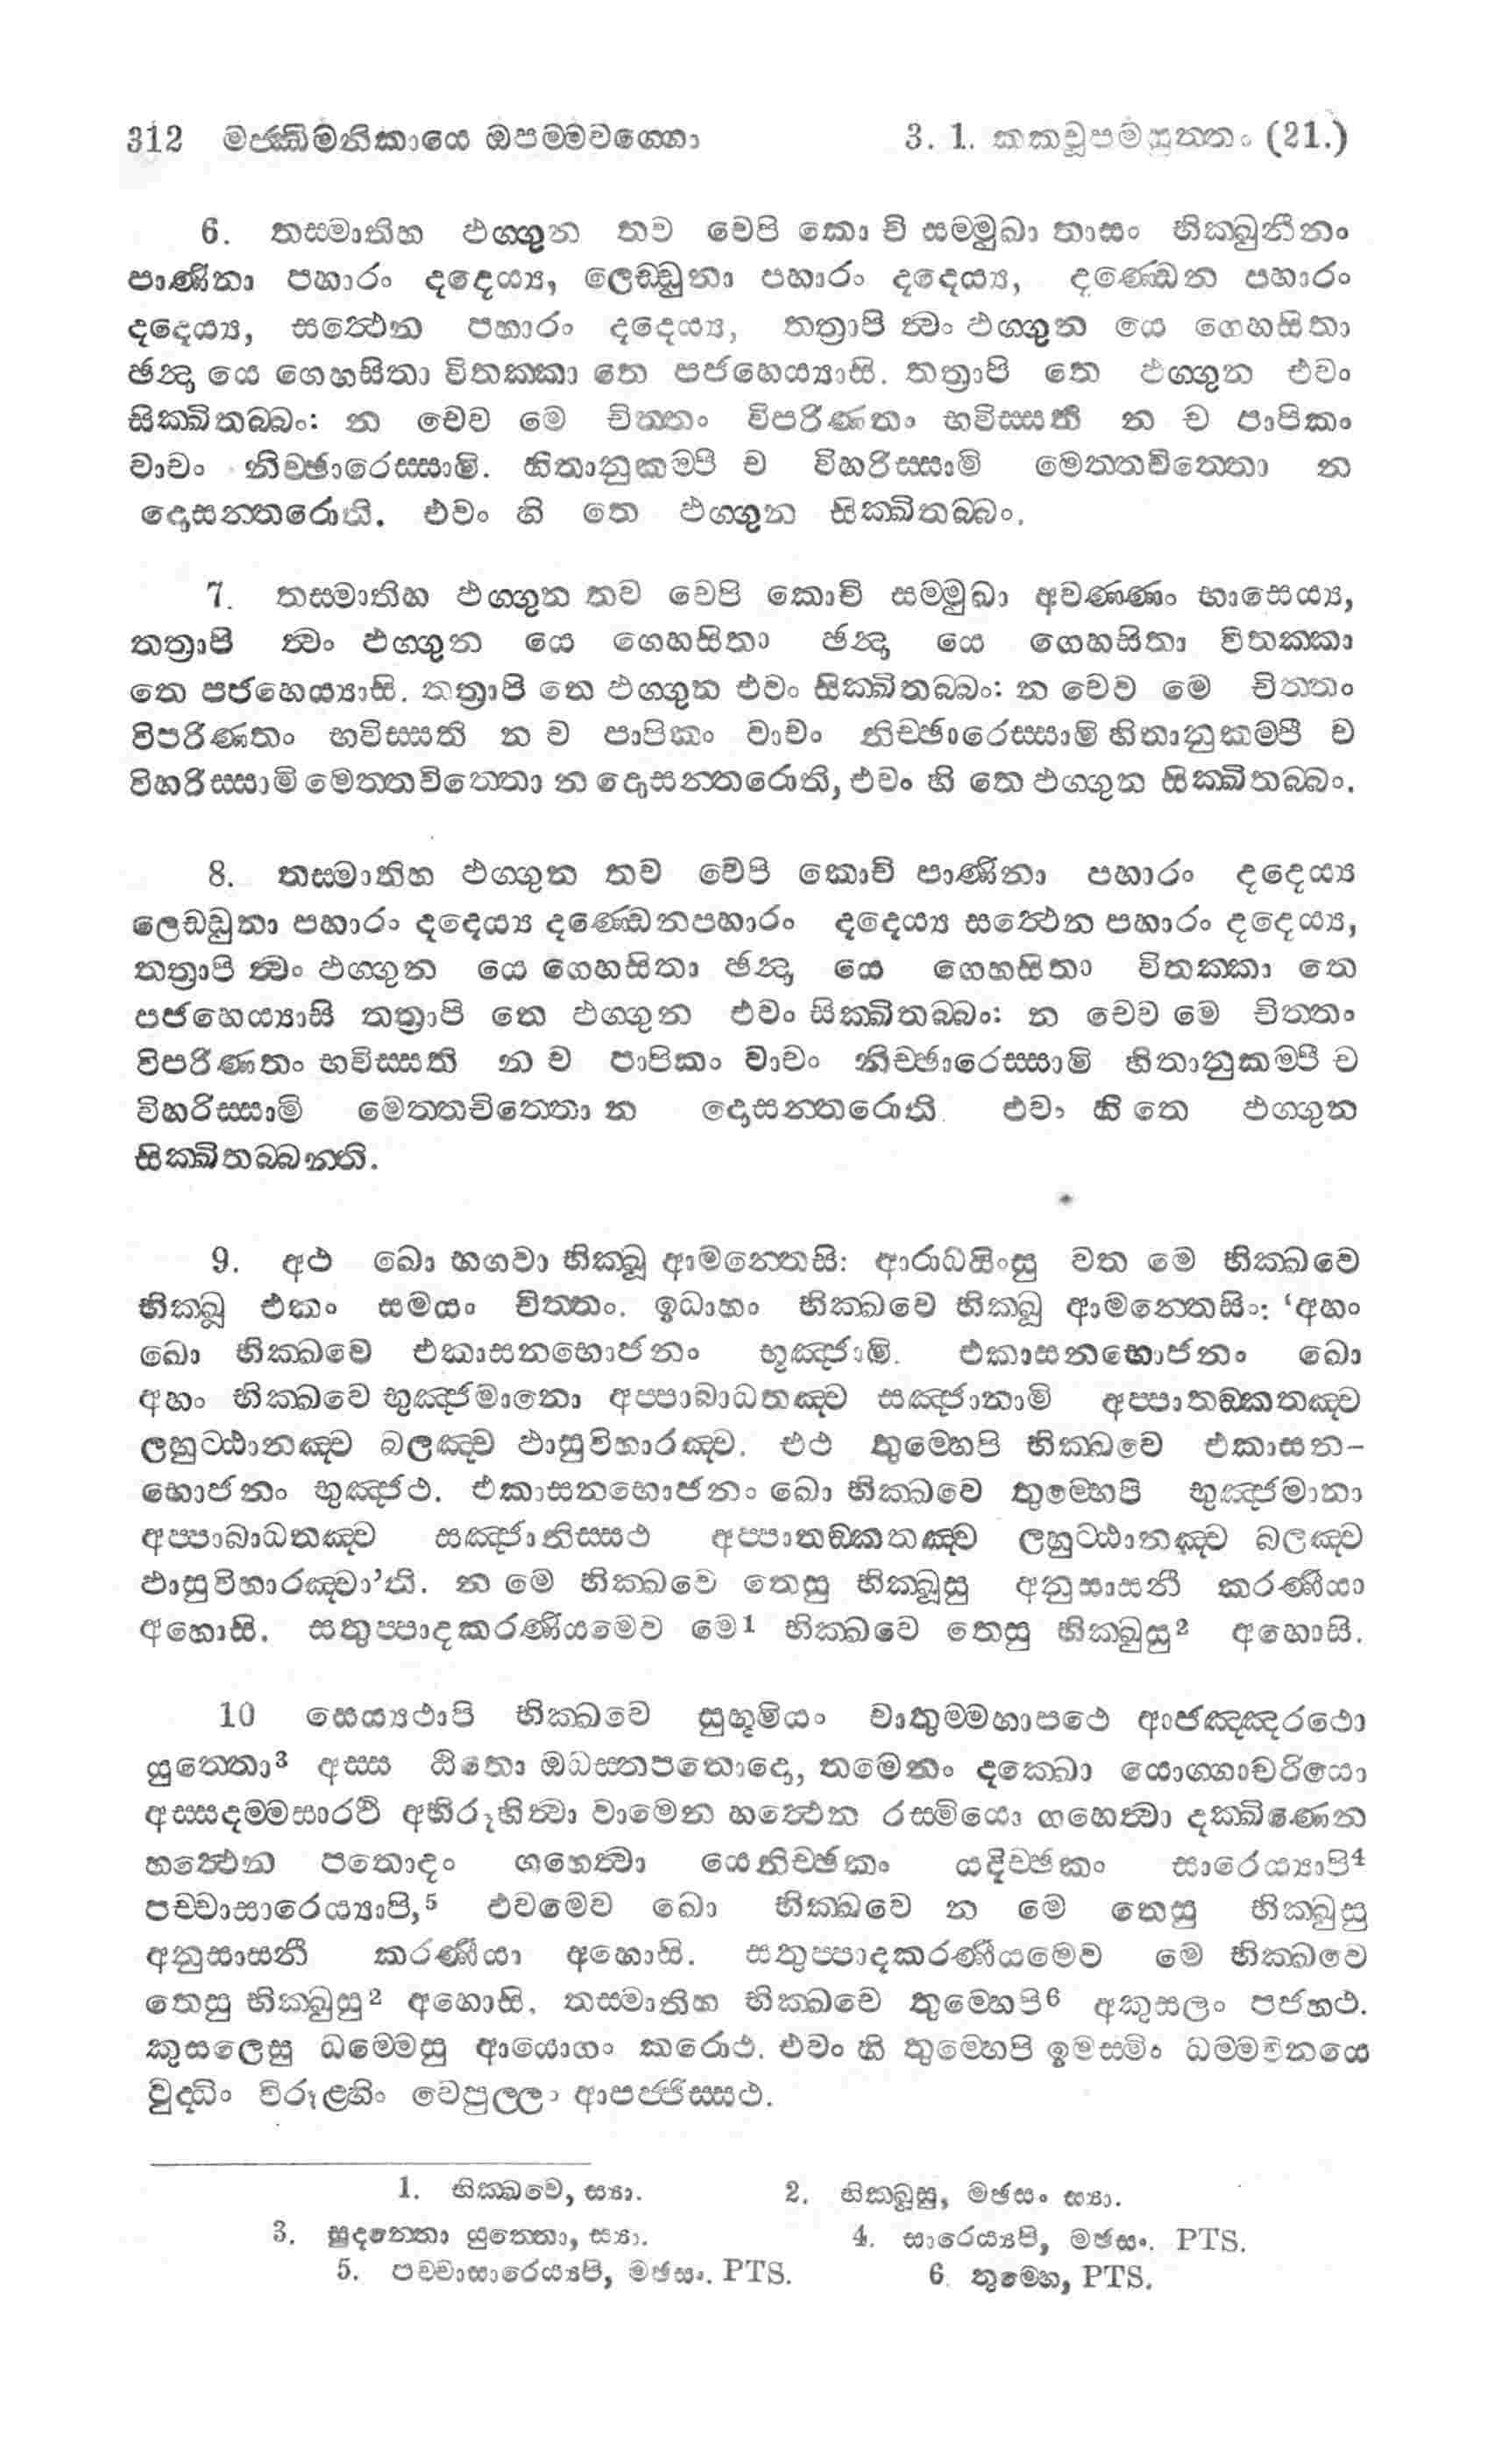 312 මජ්ඣිමනිකායෙ ඔපම්මවග්ගො 3. 1. කකචූපමසුත්තං (21.)
6. තස්මාතිහ ඵග්ගුන තව චෙපි කොචි සම්මුඛා තාසං භික්ඛුනීනං
පාණිනා පහාරං දදෙය්‍ය, ලෙඩ්ඩුනා පහාරං දදෙය්‍ය, දණ්ඩෙන පහාරං
දදෙය්‍ය, සත්ථෙන පහාරං දදෙය්‍ය, තත්‍රාපි ත්‍වං ඵග්ගුන යෙ ගෙහසිතා
ඡන්‍දා යෙ ගෙහසිතා විතක්කා තෙ පජහෙය්‍යාසි. තත්‍රාපි තෙ ඵග්ගුන එවං
සික්ඛිතබ්බං: න චෙව මෙ චිත්තං විපරිණතං භවිස්සති න ච පාපිකං
වාචං නිච්ඡාරෙස්සාමි. හිතානුකම්පී ච විහරිස්සාමි මෙත්තචිත්තො න
දොසන්තරොති. එවං හි තෙ ඵග්ගුන සික්ඛිතබ්බං.
7. තස්මාතිහ ඵග්ගුන තව චෙපි කොචි සම්මුඛා අවණ්ණං භාසෙය්‍ය,
තත්‍රාපි ත්‍වං ඵග්ගුන යෙ ගෙහසිතා ඡන්‍දා යෙ ගෙහසිතා විතක්කා
තෙ පජහෙය්‍යාසි. තත්‍රාපි තෙ ඵග්ගුන එවං සික්ඛිතබ්බං: න චෙව මෙ චිත්තං
විපරිණතං භවිස්සති න ච පාපිකං වාචං නිච්ඡාරෙස්සාමි හිතානුකම්පී ච
විහරිස්සාමි මෙත්තචිත්තො න දොසන්තරොති, එවං හි තෙ ඵග්ගුන සික්ඛිතබ්බං.
8. තස්මාතිහ ඵග්ගුන තව චෙපි කොචි පාණිනා පහාරං දදෙය්‍ය
ලෙඩ්ඩුනා පහාරං දදෙය්‍ය දණ්ඩෙනපහාරං දදෙය්‍ය සත්ථෙන පහාරං දදෙය්‍ය,
තත්‍රාපි ත්‍වං ඵග්ගුන යෙ ගෙහසිතා ඡන්‍දා යෙ ගෙහසිතා විතක්කා තෙ
පජහෙය්‍යාසි තත්‍රාපි තෙ ඵග්ගුන එවං සික්ඛිතබ්බං: න චෙව මෙ චිත්තං
විපරිණතං භවිස්සති න ච පාපිකං වාචං නිච්ඡාරෙස්සාමි හිතානුකම්පී ච
විහරිස්සාමි මෙත්තචිත්තො න දොසන්තරොති. එවං හි තෙ ඵග්ගුන
සික්ඛිතබ්බන්ති.
9. අථ ඛො භගවා භික්ඛූ ආමන්තෙසි: ආරාධයිංසු වත මෙ භික්ඛවෙ
භික්ඛූ එකං සමයං චිත්තං. ඉධාහං භික්ඛවෙ භික්ඛූ ආමන්තෙසිං: ‘අහං
ඛො භික්ඛවෙ එකාසනභොජනං භුඤ්ජාමි. එකාසනභොජනං ඛො
අහං භික්ඛවෙ භුඤ්ජමානො අප්පාබාධතඤ්ච සඤ්ජානාමි අප්පාතඞ්කතඤ්ච
ලහුට්ඨානඤ්ච බලඤ්ච ඵාසුවිහාරඤ්ච. එථ තුම්හෙපි භික්ඛවෙ එකාසන-
භොජනං භුඤ්ජථ. එකාසනභොජනං ඛො භික්ඛවෙ තුම්හෙපි භුඤ්ජමානා
අප්පාබාධතඤ්ච සඤ්ජානිස්සථ අප්පාතඞ්කතඤ්ච ලහුට්ඨානඤ්ච බලඤ්ච
ඵාසුවිහාරඤ්චා’ති. න මෙ භික්ඛවෙ තෙසු භික්ඛූසු අනුසාසනී කරණීයා
අහොසි. සතුප්පාදකරණීයමෙව මෙ¹ භික්ඛවෙ තෙසු භික්ඛුසු² අහොසි.
10 සෙය්‍යථාපි භික්ඛවෙ සුභූමියං චාතුම්මහාපථෙ ආජඤ්ඤරථො
යුත්තො³ අස්ස ඨිතො ඔධස්තපතොදො, තමෙනං දක්ඛො යොග්ගාචරියො
අස්සදම්මසාරථි අභිරූහිත්‍වා වාමෙන හත්ථෙන රස්මියො ගහෙත්‍වා දක්ඛිණෙන
හත්ථෙන පතොදං ගහෙත්‍වා යෙනිච්ඡකං යදිච්ඡකං සාරෙය්‍යාපි⁴
පච්චාසාරෙය්‍යාපි,⁵ එවමෙව ඛො භික්ඛවෙ න මෙ තෙසු භික්ඛුසු
අනුසාසනී කරණීයා අහොසි. සතුප්පාදකරණීයමෙව මෙ භික්ඛවෙ
තෙසු භික්ඛුසු² අහොසි. තස්මාතිහ භික්ඛවෙ තුම්හෙපි⁶ අකුසලං පජහථ.
කුසලෙසු ධම්මෙසු ආයොගං කරොථ. එවං හි තුම්හෙපි ඉමස්මිං ධම්මවිනයෙ
වුද්ධිං විරූළ්හිං වෙපුල්ලං ආපජ්ජිස්සථ.
1. භික්ඛවෙ, ස්‍යා. 2. භික්ඛූසු, මඡසං ස්‍යා.
3. සුදන්තො යුත්තො, ස්‍යා. 4. සාරෙය්‍යපි, මඡසං. PTS.
5. පච්චාසාරෙය්‍යපි, මඡසං. PTS. 6. තුම්හෙ, PTS.